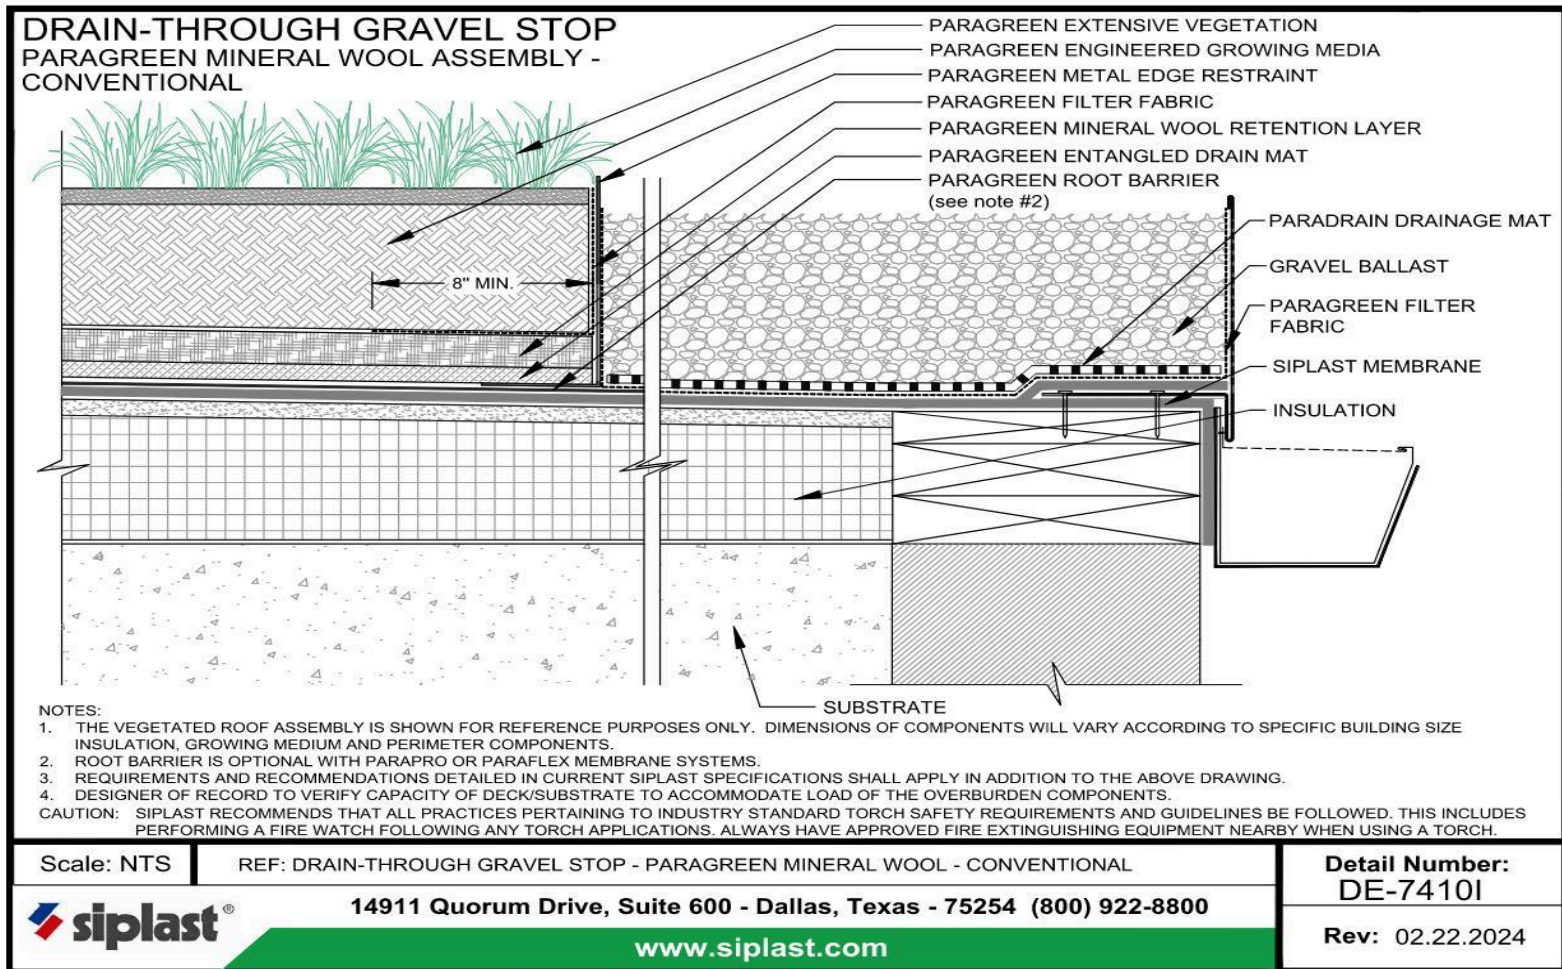 DRAIN-THROUGH GRAVEL STOP
PARAGREEN MINERAL WOOL ASSEMBLY -
CONVENTIONAL
PARAGREEN EXTENSIVE VEGETATION
PARAGREEN ENGINEERED GROWING MEDIA
PARAGREEN METAL EDGE RESTRAINT
PARAGREEN FILTER FABRIC
PARAGREEN MINERAL WOOL RETENTION LAYER
PARAGREEN ENTANGLED DRAIN MAT
PARAGREEN ROOT BARRIER
(see note #2)
PARADRAIN DRAINAGE MAT
GRAVEL BALLAST
PARAGREEN FILTER
FABRIC
SIPLAST MEMBRANE
INSULATION
8" MIN.
SUBSTRATE
NOTES:
1. THE VEGETATED ROOF ASSEMBLY IS SHOWN FOR REFERENCE PURPOSES ONLY. DIMENSIONS OF COMPONENTS WILL VARY ACCORDING TO SPECIFIC BUILDING SIZE
INSULATION, GROWING MEDIUM AND PERIMETER COMPONENTS.
2. ROOT BARRIER IS OPTIONAL WITH PARAPRO OR PARAFLEX MEMBRANE SYSTEMS.
3. REQUIREMENTS AND RECOMMENDATIONS DETAILED IN CURRENT SIPLAST SPECIFICATIONS SHALL APPLY IN ADDITION TO THE ABOVE DRAWING.
4. DESIGNER OF RECORD TO VERIFY CAPACITY OF DECK/SUBSTRATE TO ACCOMMODATE LOAD OF THE OVERBURDEN COMPONENTS.
CAUTION: SIPLAST RECOMMENDS THAT ALL PRACTICES PERTAINING TO INDUSTRY STANDARD TORCH SAFETY REQUIREMENTS AND GUIDELINES BE FOLLOWED. THIS INCLUDES
PERFORMING A FIRE WATCH FOLLOWING ANY TORCH APPLICATIONS. ALWAYS HAVE APPROVED FIRE EXTINGUISHING EQUIPMENT NEARBY WHEN USING A TORCH.
Scale: NTS
REF: DRAIN-THROUGH GRAVEL STOP - PARAGREEN MINERAL WOOL - CONVENTIONAL
Detail Number:
DE-7410I
siplast®
14911 Quorum Drive, Suite 600 - Dallas, Texas - 75254 (800) 922-8800
www.siplast.com
Rev: 02.22.2024